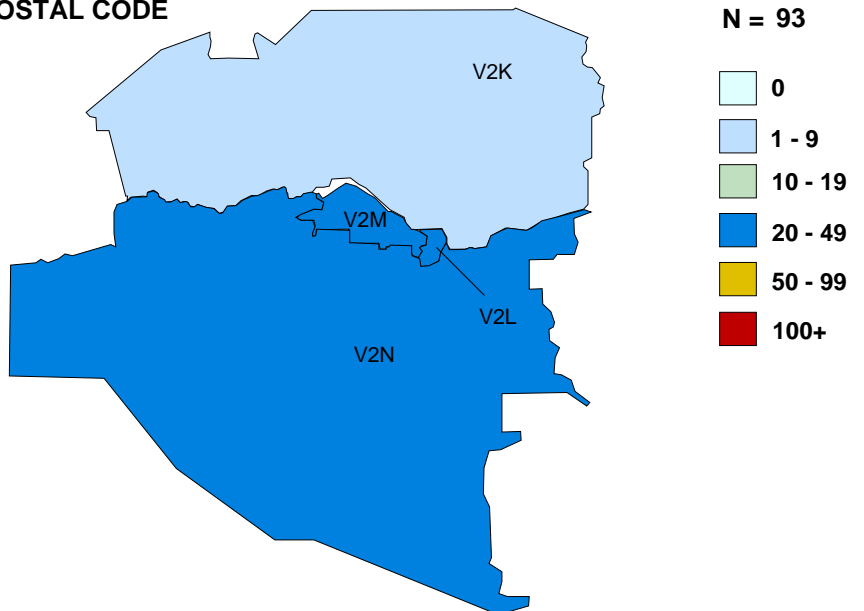 OSTAL CODE
N = 93
V2K
0
1 - 9
10 - 19
20 - 49
50 - 99
100+
V2M
V2L
V2N